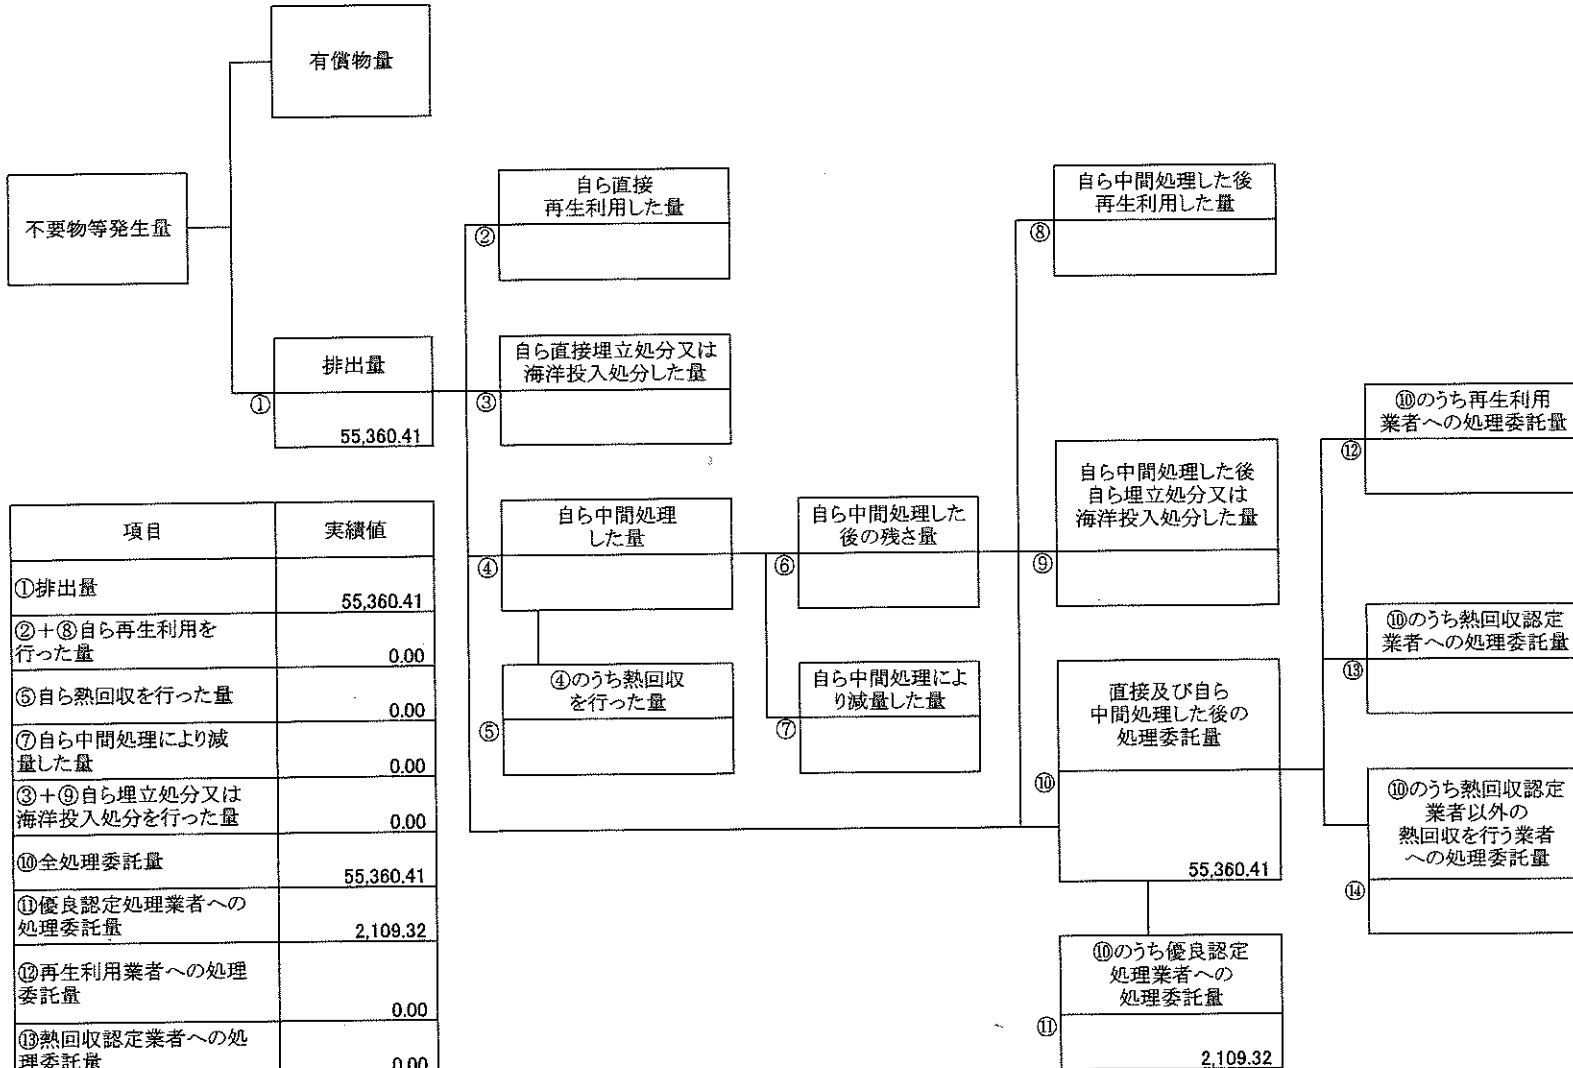 有償物量
不要物等発生量
排出量
①
55,360.41
自ら直接
再生利用した量
②
自ら直接埋立処分又は
海洋投入処分した量
③
自ら中間処理
した量
④
④のうち熱回収
を行った量
⑤
自ら中間処理した
後の残さ量
⑥
自ら中間処理によ
り減量した量
⑦
自ら中間処理した後
再生利用した量
⑧
自ら中間処理した後
自ら埋立処分又は
海洋投入処分した量
⑨
直接及び自ら
中間処理した後の
処理委託量
⑩
55,360.41
⑩のうち優良認定
処理業者への
処理委託量
⑪
2,109.32
⑩のうち再生利用
業者への処理委託量
⑫
⑩のうち熱回収認定
業者への処理委託量
⑬
⑩のうち熱回収認定
業者以外の
熱回収を行う業者
への処理委託量
⑭
項目 実績値
①排出量 55,360.41
②+⑧自ら再生利用を
行った量 0.00
⑤自ら熱回収を行った量 0.00
⑦自ら中間処理により減
量した量 0.00
③+⑨自ら埋立処分又は
海洋投入処分を行った量 0.00
⑩全処理委託量 55,360.41
⑪優良認定処理業者への
処理委託量 2,109.32
⑫再生利用業者への処理
委託量 0.00
⑬熱回収認定業者への処
理委託量 0.00